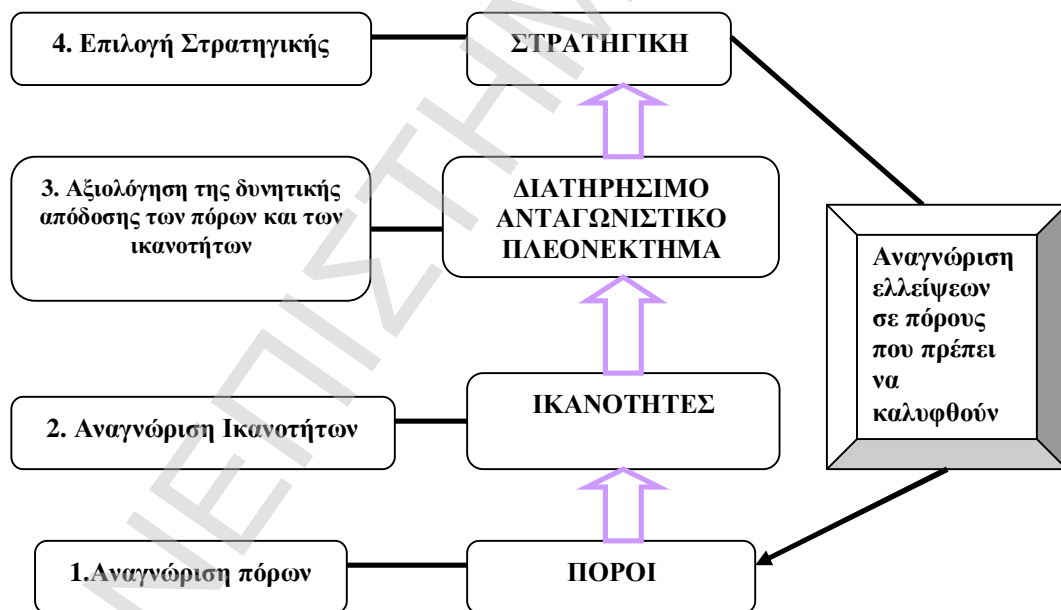 4. Επιλογή Στρατηγικής
ΣΤΡΑΤΗΓΙΚΗ
3. Αξιολόγηση της δυνητικής
απόδοσης των πόρων και των
ικανοτήτων
ΔΙΑΤΗΡΗΣΙΜΟ
ΑΝΤΑΓΩΝΙΣΤΙΚΟ
ΠΛΕΟΝΕΚΤΗΜΑ
Αναγνώριση
ελλείψεων
σε πόρους
που πρέπει
να
καλυφθούν
2. Αναγνώριση Ικανοτήτων
ΙΚΑΝΟΤΗΤΕΣ
1.Αναγνώριση πόρων
ΠΟΡΟΙ